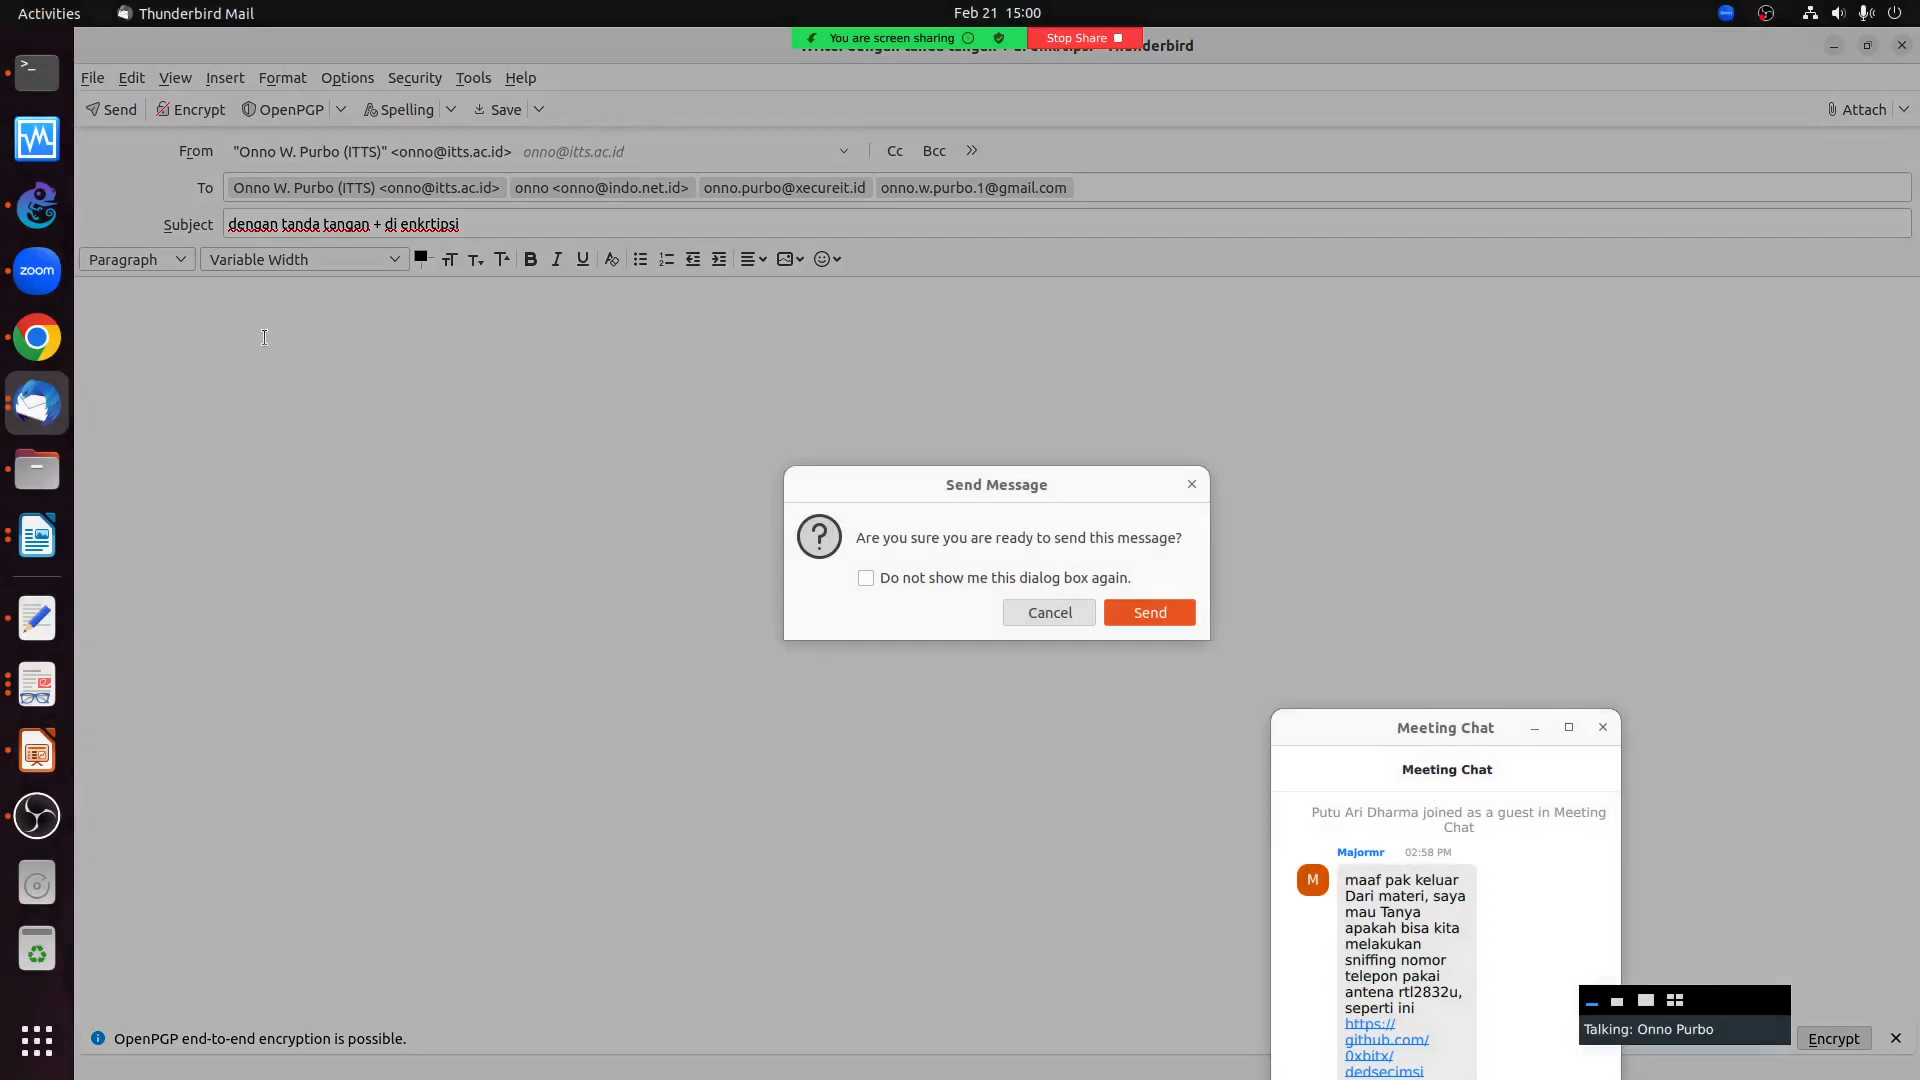 Activities Thunderbird Mail Feb 21 15:00
You are screen sharing Stop Share
File Edit View Insert Format Options Security Tools Help
Send Encrypt OpenPGP Spelling Save Attach
From "Onno W. Purbo (ITTS)" <onno@itts.ac.id> onno@itts.ac.id Cc Bcc
To Onno W. Purbo (ITTS) <onno@itts.ac.id> onno <onno@indo.net.id> onno.purbo@xecureit.id onno.w.purbo.1@gmail.com
Subject dengan tanda tangan + di enkrtipsi
Paragraph Variable Width
zoom
Send Message
Are you sure you are ready to send this message?
Do not show me this dialog box again.
Cancel Send
Meeting Chat
Meeting Chat
Putu Ari Dharma joined as a guest in Meeting
Chat
Majormr 02:58 PM
M
maaf pak keluar
Dari materi, saya
mau Tanya
apakah bisa kita
melakukan
sniffing nomor
telepon pakai
antena rtl2832u,
seperti ini
https://
github.com/
0xbitx/
dedsecimsi
Talking: Onno Purbo
OpenPGP end-to-end encryption is possible. Encrypt